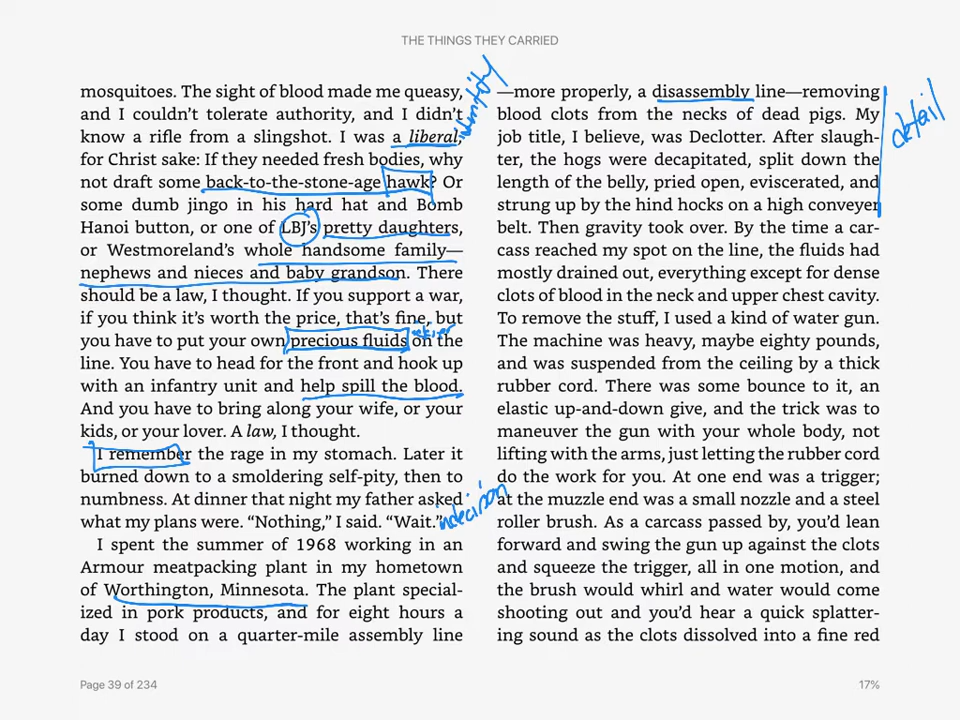 THE THINGS THEY CARRIED
mosquitoes. The sight of blood made me queasy,
and I couldn't tolerate authority, and I didn't
know a rifle from a slingshot. I was a liberal,
for Christ sake: If they needed fresh bodies, why
not draft some back-to-the-stone-age hawk? Or
some dumb jingo in his hard hat and Bomb
Hanoi button, or one of LBJ's pretty daughters,
or Westmoreland's whole handsome family—
nephews and nieces and baby grandson. There
should be a law, I thought. If you support a war,
if you think it's worth the price, that's fine, but
you have to put your own precious fluids on the
line. You have to head for the front and hook up
with an infantry unit and help spill the blood.
And you have to bring along your wife, or your
kids, or your lover. A law, I thought.
I remember the rage in my stomach. Later it
burned down to a smoldering self-pity, then to
numbness. At dinner that night my father asked
what my plans were. "Nothing," I said. "Wait."
indecision
I spent the summer of 1968 working in an
Armour meatpacking plant in my hometown
of Worthington, Minnesota. The plant special-
ized in pork products, and for eight hours a
day I stood on a quarter-mile assembly line
identity
—more properly, a disassembly line—removing
blood clots from the necks of dead pigs. My
job title, I believe, was Declotter. After slaugh-
ter, the hogs were decapitated, split down the
length of the belly, pried open, eviscerated, and
strung up by the hind hocks on a high conveyer
belt. Then gravity took over. By the time a car-
cass reached my spot on the line, the fluids had
mostly drained out, everything except for dense
clots of blood in the neck and upper chest cavity.
To remove the stuff, I used a kind of water gun.
The machine was heavy, maybe eighty pounds,
and was suspended from the ceiling by a thick
rubber cord. There was some bounce to it, an
elastic up-and-down give, and the trick was to
maneuver the gun with your whole body, not
lifting with the arms, just letting the rubber cord
do the work for you. At one end was a trigger;
at the muzzle end was a small nozzle and a steel
roller brush. As a carcass passed by, you'd lean
forward and swing the gun up against the clots
and squeeze the trigger, all in one motion, and
the brush would whirl and water would come
shooting out and you'd hear a quick splatter-
ing sound as the clots dissolved into a fine red
detail
Page 39 of 234
17%